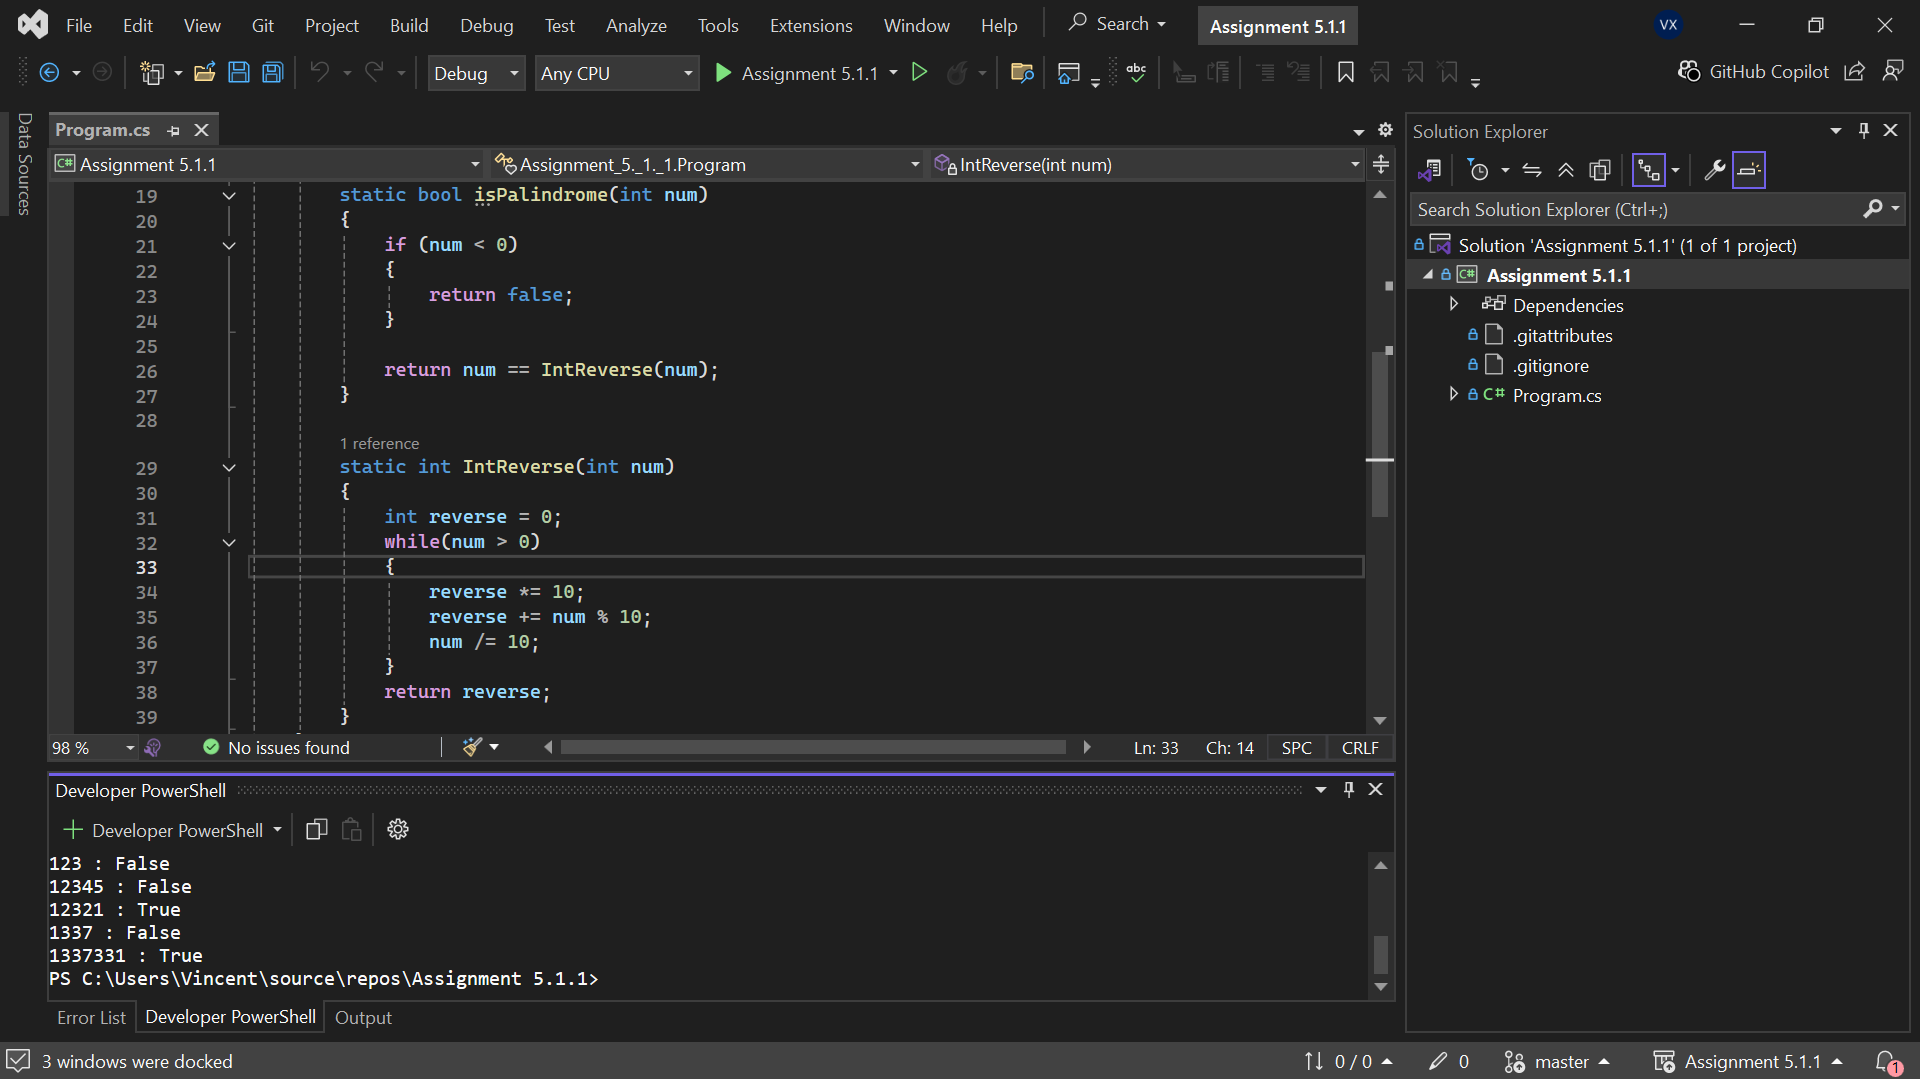 File Edit View Git Project Build Debug Test Analyze Tools Extensions Window Help Search Assignment 5.1.1 VX
Debug Any CPU Assignment 5.1.1 abc GitHub Copilot
Data Sources
Program.cs
C# Assignment 5.1.1 Assignment_5._1._1.Program IntReverse(int num)
19 static bool isPalindrome(int num)
20 {
21 if (num < 0)
22 {
23 return false;
24 }
25
26 return num == IntReverse(num);
27 }
28
1 reference
29 static int IntReverse(int num)
30 {
31 int reverse = 0;
32 while(num > 0)
33 {
34 reverse *= 10;
35 reverse += num % 10;
36 num /= 10;
37 }
38 return reverse;
39 }
98 % No issues found Ln: 33 Ch: 14 SPC CRLF
Developer PowerShell
Developer PowerShell
123 : False
12345 : False
12321 : True
1337 : False
1337331 : True
PS C:\Users\Vincent\source\repos\Assignment 5.1.1>
Error List Developer PowerShell Output
Solution Explorer
Search Solution Explorer (Ctrl+;)
Solution 'Assignment 5.1.1' (1 of 1 project)
C# Assignment 5.1.1
Dependencies
.gitattributes
.gitignore
C# Program.cs
3 windows were docked 0 / 0 0 master Assignment 5.1.1 1